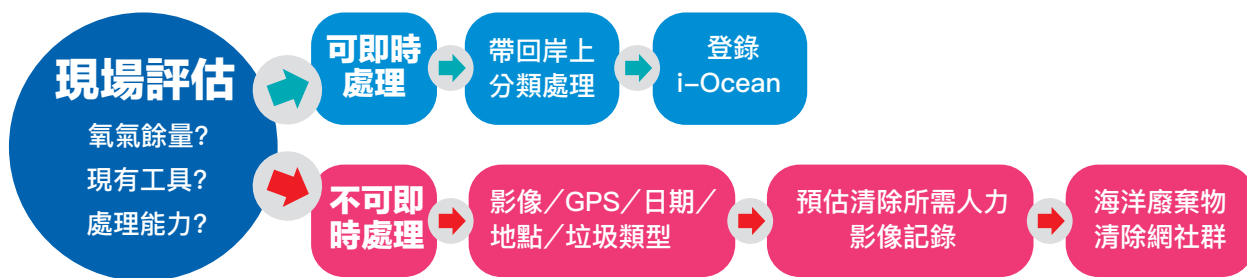 現場評估
氧氣餘量?
現有工具?
處理能力?
可即時
處理
帶回岸上
分類處理
登錄
i–Ocean
不可即
時處理
影像／GPS／日期／
地點／垃圾類型
預估清除所需人力
影像記錄
海洋廢棄物
清除網社群